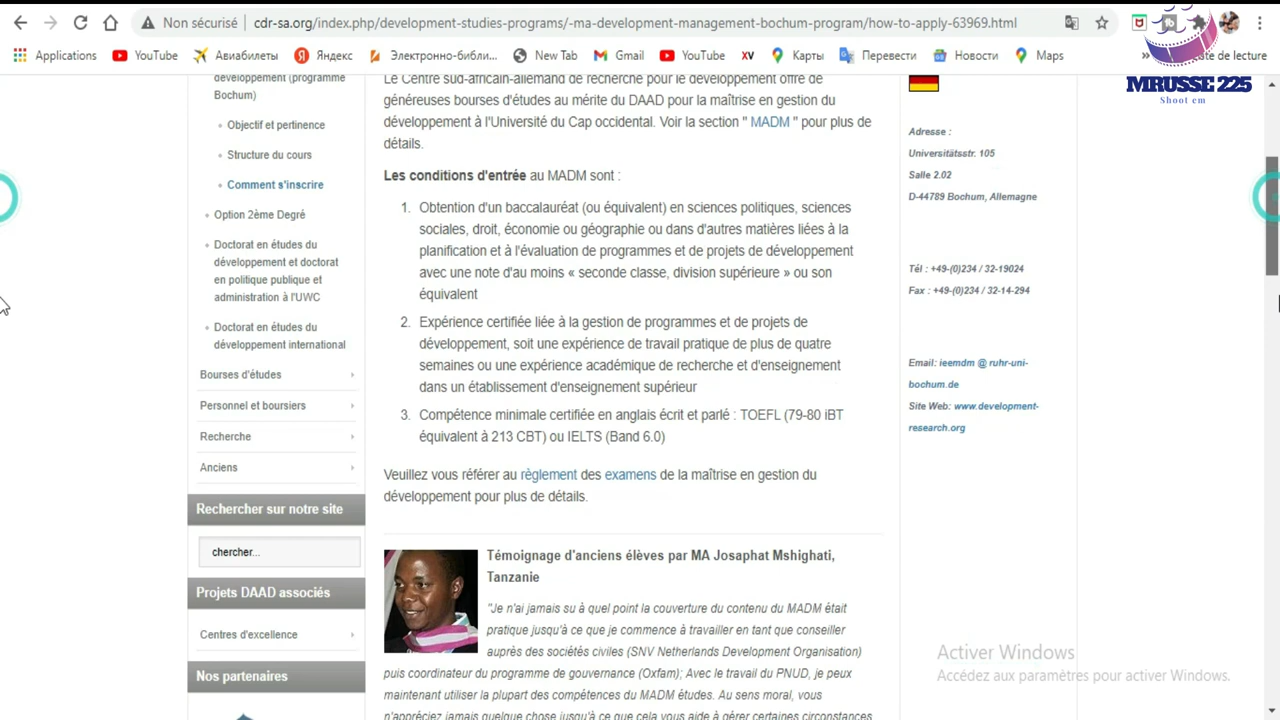 Non sécurisé
cdr-sa.org/index.php/development-studies-programs/-ma-development-management-bochum-program/how-to-apply-63969.html
Applications
YouTube
Авиабилеты
Яндекс
Электронно-библи...
New Tab
Gmail
YouTube
XV
Карты
Перевести
Новости
Maps
»
te de lecture
MRUSSE 225
Shoot em
développement (programme
Bochum)
Objectif et pertinence
Structure du cours
Comment s'inscrire
Option 2ème Degré
Doctorat en études du
développement et doctorat
en politique publique et
administration à l'UWC
Doctorat en études du
développement international
Bourses d'études
Personnel et boursiers
Recherche
Anciens
Rechercher sur notre site
chercher...
Projets DAAD associés
Centres d'excellence
Nos partenaires
Le Centre sud-africain-allemand de recherche pour le développement offre de
généreuses bourses d'études au mérite du DAAD pour la maîtrise en gestion du
développement à l'Université du Cap occidental. Voir la section " MADM " pour plus de
détails.
Les conditions d'entrée au MADM sont :
1. Obtention d'un baccalauréat (ou équivalent) en sciences politiques, sciences
sociales, droit, économie ou géographie ou dans d'autres matières liées à la
planification et à l'évaluation de programmes et de projets de développement
avec une note d'au moins « seconde classe, division supérieure » ou son
équivalent
2. Expérience certifiée liée à la gestion de programmes et de projets de
développement, soit une expérience de travail pratique de plus de quatre
semaines ou une expérience académique de recherche et d'enseignement
dans un établissement d'enseignement supérieur
3. Compétence minimale certifiée en anglais écrit et parlé : TOEFL (79-80 iBT
équivalent à 213 CBT) ou IELTS (Band 6.0)
Veuillez vous référer au règlement des examens de la maîtrise en gestion du
développement pour plus de détails.
Témoignage d'anciens élèves par MA Josaphat Mshighati,
Tanzanie
"Je n'ai jamais su à quel point la couverture du contenu du MADM était
pratique jusqu'à ce que je commence à travailler en tant que conseiller
auprès des sociétés civiles (SNV Netherlands Development Organisation)
puis coordinateur du programme de gouvernance (Oxfam); Avec le travail du PNUD, je peux
maintenant utiliser la plupart des compétences du MADM études. Au sens moral, vous
n'appréciez jamais quelque chose jusqu'à ce que cela vous aide à gérer certaines circonstances
Adresse :
Universitätsstr. 105
Salle 2.02
D-44789 Bochum, Allemagne
Tél : +49-(0)234 / 32-19024
Fax : +49-(0)234 / 32-14-294
Email: ieemdm @ ruhr-uni-
bochum.de
Site Web: www.development-
research.org
Activer Windows
Accédez aux paramètres pour activer Windows.